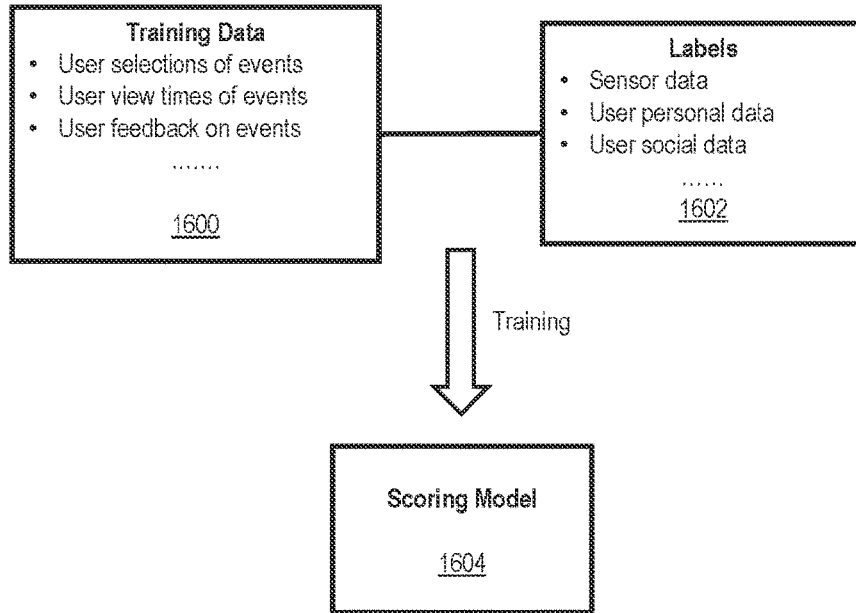 Training Data
• User selections of events
• User view times of events
• User feedback on events
.......
1600
Labels
• Sensor data
• User personal data
• User social data
......
1602
Training
Scoring Model
1604